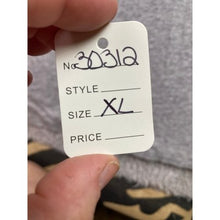 No. 30312
STYLE
SIZE XL
PRICE